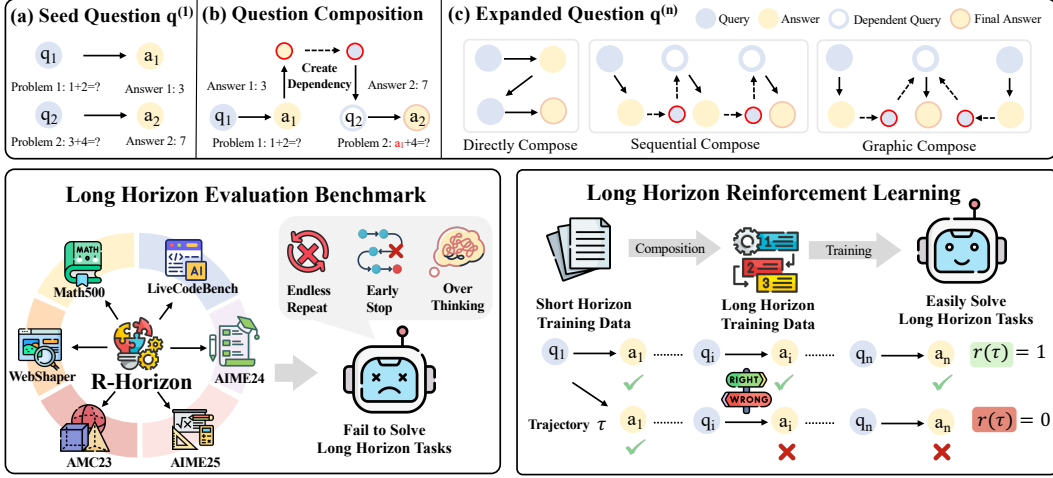 (a) Seed Question q⁽¹⁾
q₁
a₁
Problem 1: 1+2=?
Answer 1: 3
q₂
a₂
Problem 2: 3+4=?
Answer 2: 7
(b) Question Composition
Create
Dependency
Answer 1: 3
Answer 2: 7
q₁
a₁
q₂
a₂
Problem 1: 1+2=?
Problem 2: a₁+4=?
(c) Expanded Question q⁽ⁿ⁾
Query
Answer
Dependent Query
Final Answer
Directly Compose
Sequential Compose
Graphic Compose
Long Horizon Evaluation Benchmark
MATH
Math500
AI
LiveCodeBench
WebShaper
R-Horizon
AIME24
AMC23
AIME25
Endless
Repeat
Early
Stop
Over
Thinking
Fail to Solve
Long Horizon Tasks
Long Horizon Reinforcement Learning
Composition
1
2
3
Training
Short Horizon
Training Data
Long Horizon
Training Data
Easily Solve
Long Horizon Tasks
q₁
a₁
........
qᵢ
aᵢ
........
qₙ
aₙ
r(τ) = 1
RIGHT
WRONG
Trajectory τ
a₁
........
qᵢ
aᵢ
........
qₙ
aₙ
r(τ) = 0